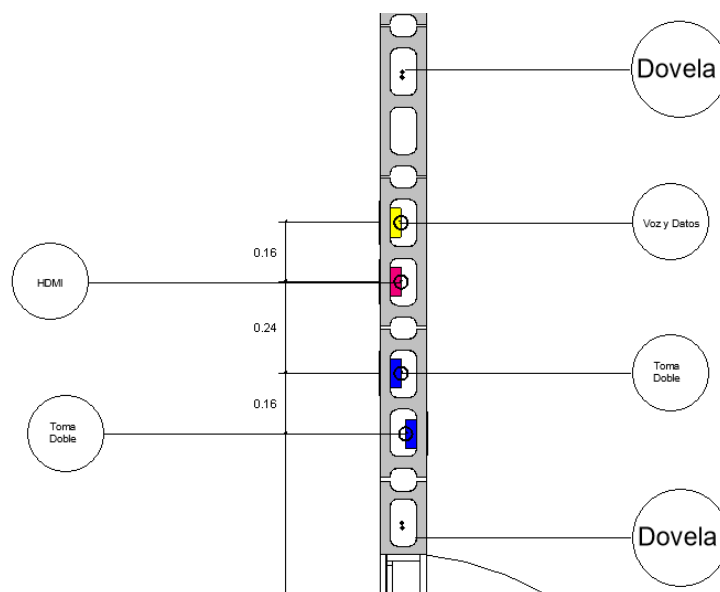 Dovela
Voz y Datos
0.16
HDMI
0.24
Toma
Doble
0.16
Toma
Doble
Dovela